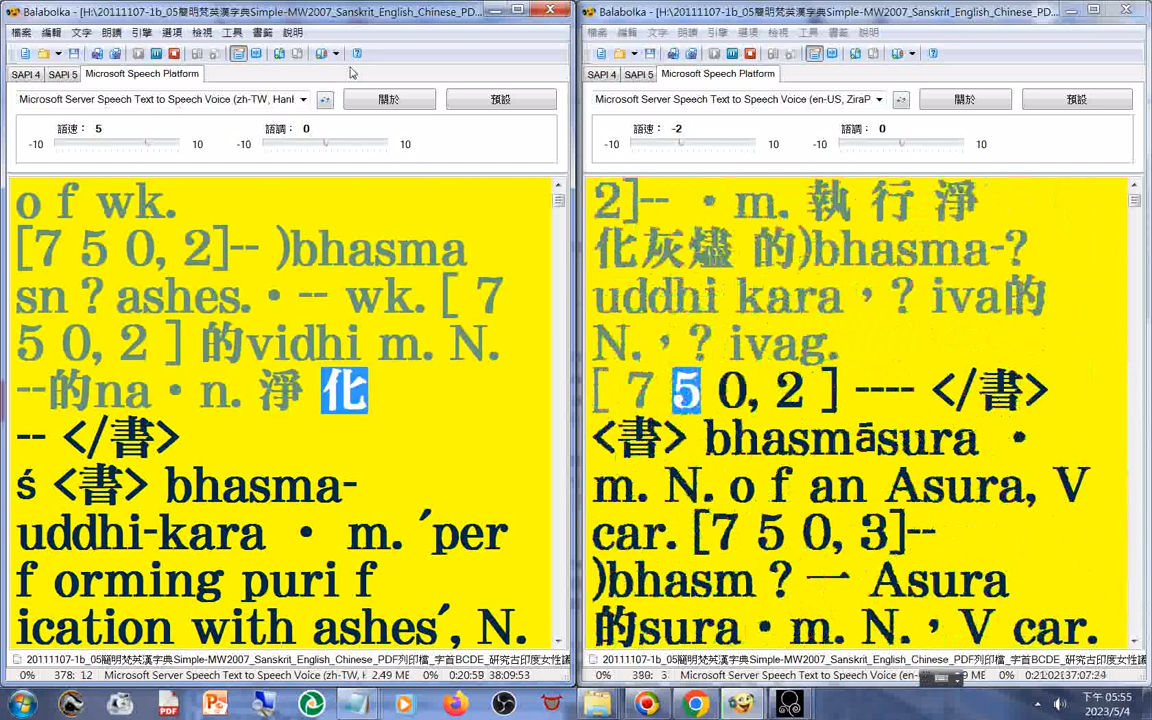 Balabolka - [H:\20111107-1b_05簡明梵英漢字典Simple-MW2007_Sanskrit_English_Chinese_PD...
檔案 編輯 文字 朗讀 引擎 選項 檢視 工具 書籤 說明
SAPI 4 SAPI 5 Microsoft Speech Platform
Microsoft Server Speech Text to Speech Voice (zh-TW, HanI
關於 預設
語速： 5 語調： 0
-10 10 -10 10
o f wk.
[7 5 0, 2]-- )bhasma
sn ? ashes. • -- wk. [ 7
5 0, 2 ] 的vidhi m. N.
--的na • n. 淨 化
-- </書>
ś <書> bhasma-
uddhi-kara • m. ′per
f orming puri f
ication with ashes′, N.
20111107-1b_05簡明梵英漢字典Simple-MW2007_Sanskrit_English_Chinese_PDF列印檔_字首BCDE_研究古印度女性議
0% 378: 12 Microsoft Server Speech Text to Speech Voice (zh-TW, H 2.49 MB 0% 0:20:59 38:09:53
Balabolka - [H:\20111107-1b_05簡明梵英漢字典Simple-MW2007_Sanskrit_English_Chinese_PD...
檔案 編輯 文字 朗讀 引擎 選項 檢視 工具 書籤 說明
SAPI 4 SAPI 5 Microsoft Speech Platform
Microsoft Server Speech Text to Speech Voice (en-US, ZiraP
關於 預設
語速： -2 語調： 0
-10 10 -10 10
2]-- • m. 執 行 淨
化灰燼 的)bhasma-?
uddhi kara，? iva的
N.，? ivag.
[ 7 5 0, 2 ] ---- </書>
<書> bhasmāsura •
m. N. o f an Asura, V
car. [7 5 0, 3]--
)bhasm ? 一 Asura
的sura • m. N.，V car.
20111107-1b_05簡明梵英漢字典Simple-MW2007_Sanskrit_English_Chinese_PDF列印檔_字首BCDE_研究古印度女性議
Microsoft Server Speech Text to Speech Voice (en-US, 0% 0:21:02 37:07:24
下午 05:55
2023/5/4